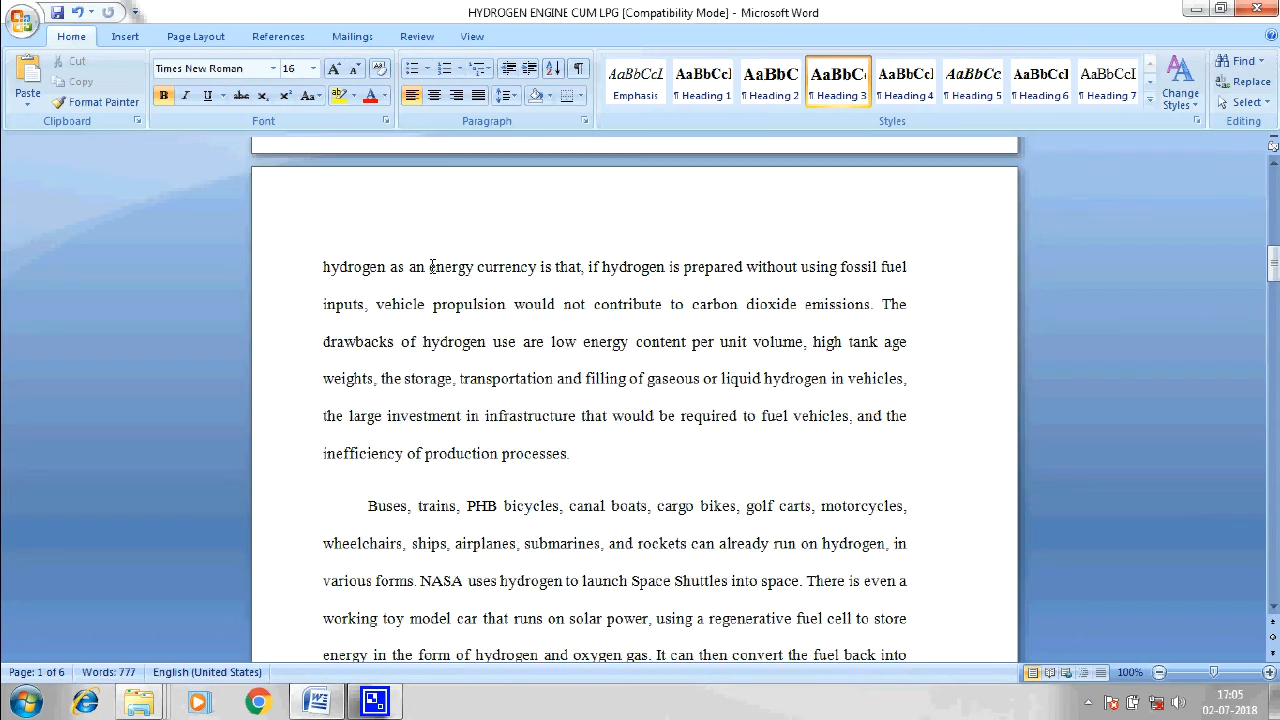 HYDROGEN ENGINE CUM LPG [Compatibility Mode] - Microsoft Word
Home Insert Page Layout References Mailings Review View
Paste
Cut
Copy
Format Painter
Clipboard
Times New Roman 16
B I U abc x₂ x² Aa
Font
Paragraph
AaBbCcL AaBbCc AaBbC AaBbC AaBbCcI AaBbCc AaBbCcI AaBbCcI
Emphasis ¶ Heading 1 ¶ Heading 2 ¶ Heading 3 ¶ Heading 4 ¶ Heading 5 ¶ Heading 6 ¶ Heading 7
Change Styles
Styles
Find
Replace
Select
Editing
hydrogen as an energy currency is that, if hydrogen is prepared without using fossil fuel
inputs, vehicle propulsion would not contribute to carbon dioxide emissions. The
drawbacks of hydrogen use are low energy content per unit volume, high tank age
weights, the storage, transportation and filling of gaseous or liquid hydrogen in vehicles,
the large investment in infrastructure that would be required to fuel vehicles, and the
inefficiency of production processes.
Buses, trains, PHB bicycles, canal boats, cargo bikes, golf carts, motorcycles,
wheelchairs, ships, airplanes, submarines, and rockets can already run on hydrogen, in
various forms. NASA uses hydrogen to launch Space Shuttles into space. There is even a
working toy model car that runs on solar power, using a regenerative fuel cell to store
energy in the form of hydrogen and oxygen gas. It can then convert the fuel back into
Page: 1 of 6 Words: 777 English (United States) 100%
17:05
02-07-2018